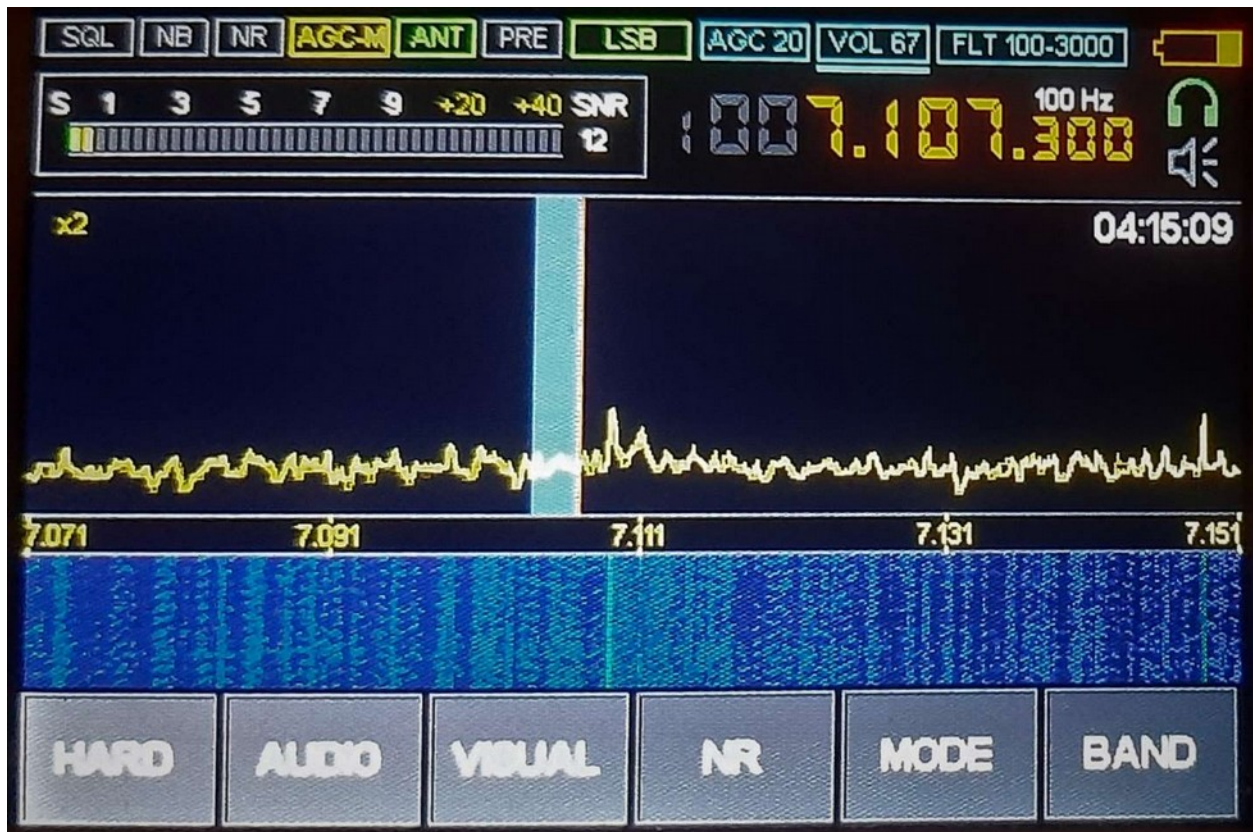 SQL NB NR AGC-M ANT PRE LSB AGC 20 VOL 67 FLT 100-3000
S 1 3 5 7 9 +20 +40 SNR
12
100 Hz
7.107.300
x2
04:15:09
7.071 7.091 7.111 7.131 7.151
HARD AUDIO VISUAL NR MODE BAND